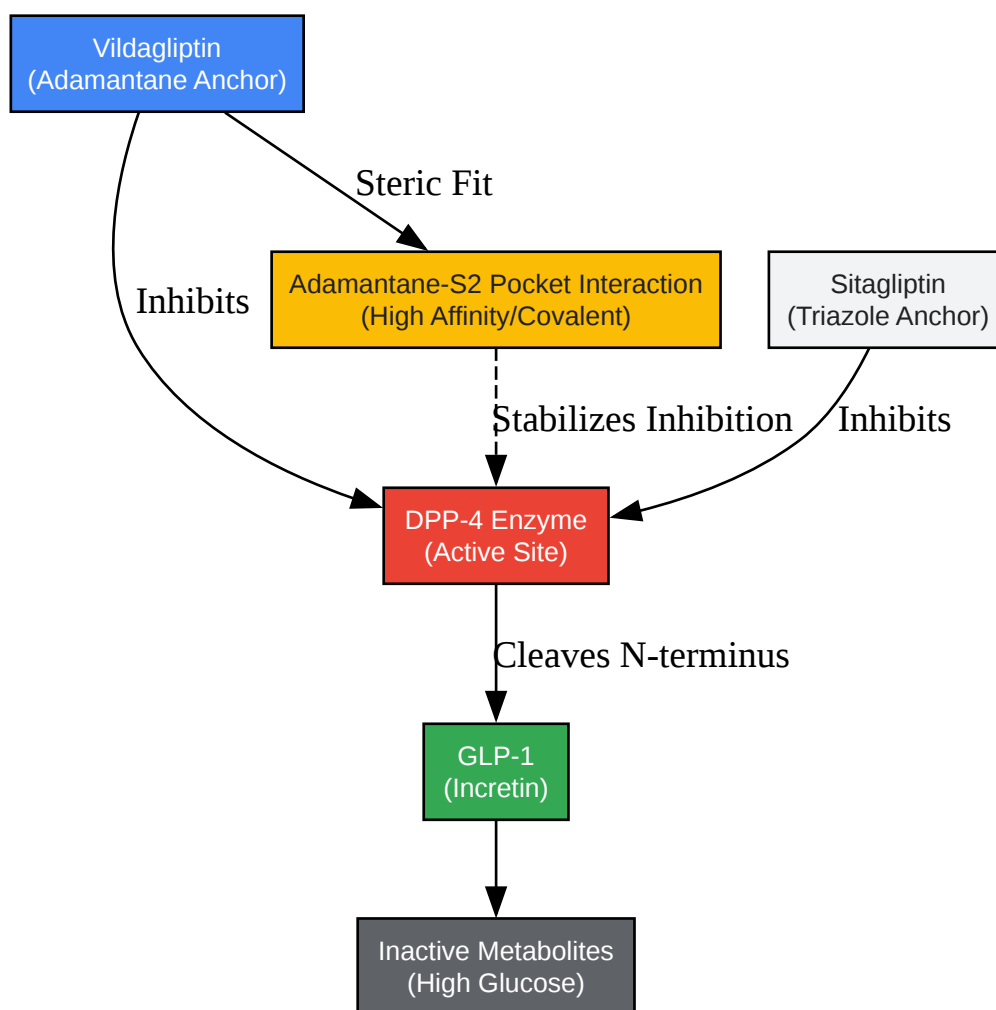 Vildagliptin
(Adamantane Anchor)
Steric Fit
Adamantane-S2 Pocket Interaction
(High Affinity/Covalent)
Sitagliptin
(Triazole Anchor)
Inhibits
Stabilizes Inhibition
Inhibits
DPP-4 Enzyme
(Active Site)
Cleaves N-terminus
GLP-1
(Incretin)
Inactive Metabolites
(High Glucose)